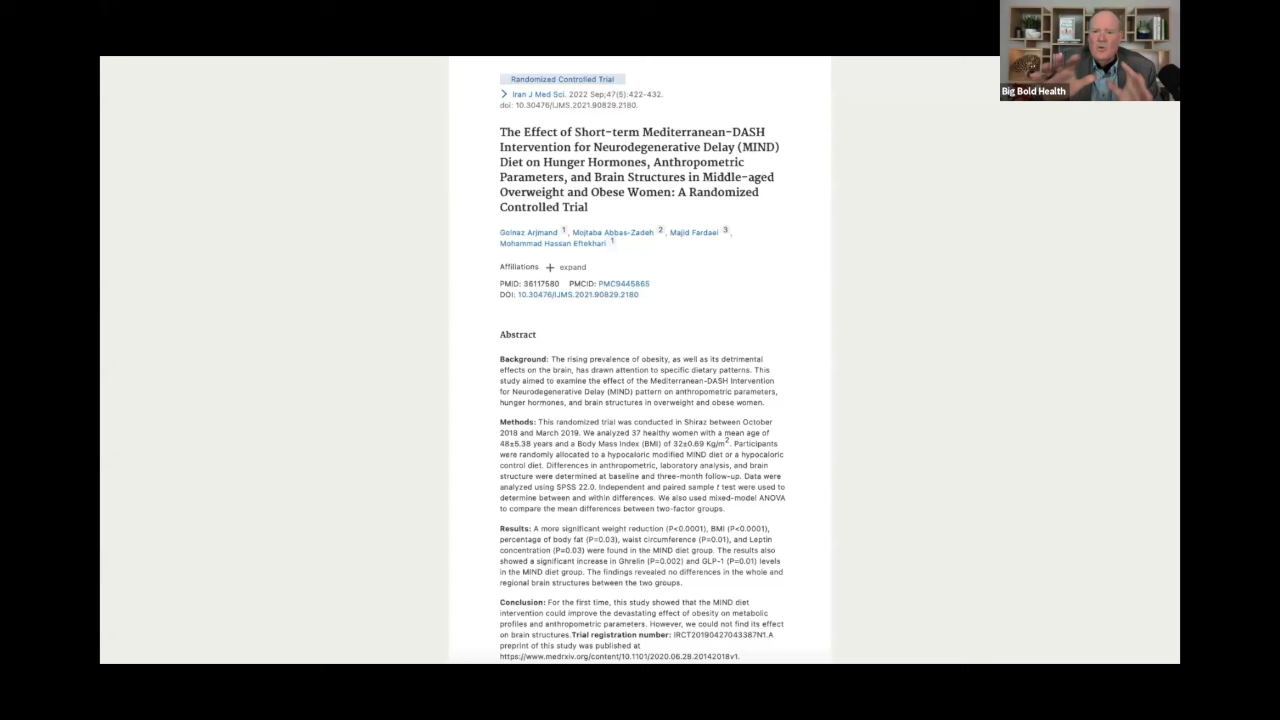 Big Bold Health
Randomized Controlled Trial
Iran J Med Sci. 2022 Sep;47(5):422-432.
doi: 10.30476/IJMS.2021.90829.2180.
The Effect of Short-term Mediterranean-DASH
Intervention for Neurodegenerative Delay (MIND)
Diet on Hunger Hormones, Anthropometric
Parameters, and Brain Structures in Middle-aged
Overweight and Obese Women: A Randomized
Controlled Trial
Golnaz Arjmand 1, Mojtaba Abbas-Zadeh 2, Majid Fardaei 3,
Mohammad Hassan Eftekhari 1
Affiliations + expand
PMID: 36117580 PMCID: PMC9445865
DOI: 10.30476/IJMS.2021.90829.2180
Abstract
Background: The rising prevalence of obesity, as well as its detrimental
effects on the brain, has drawn attention to specific dietary patterns. This
study aimed to examine the effect of the Mediterranean-DASH Intervention
for Neurodegenerative Delay (MIND) pattern on anthropometric parameters,
hunger hormones, and brain structures in overweight and obese women.
Methods: This randomized trial was conducted in Shiraz between October
2018 and March 2019. We analyzed 37 healthy women with a mean age of
48±5.38 years and a Body Mass Index (BMI) of 32±0.69 Kg/m2. Participants
were randomly allocated to a hypocaloric modified MIND diet or a hypocaloric
control diet. Differences in anthropometric, laboratory analysis, and brain
structure were determined at baseline and three-month follow-up. Data were
analyzed using SPSS 22.0. Independent and paired sample t test were used to
determine between and within differences. We also used mixed-model ANOVA
to compare the mean differences between two-factor groups.
Results: A more significant weight reduction (P<0.0001), BMI (P<0.0001),
percentage of body fat (P=0.03), waist circumference (P=0.01), and Leptin
concentration (P=0.03) were found in the MIND diet group. The results also
showed a significant increase in Ghrelin (P=0.002) and GLP-1 (P=0.01) levels
in the MIND diet group. The findings revealed no differences in the whole and
regional brain structures between the two groups.
Conclusion: For the first time, this study showed that the MIND diet
intervention could improve the devastating effect of obesity on metabolic
profiles and anthropometric parameters. However, we could not find its effect
on brain structures.Trial registration number: IRCT20190427043387N1.A
preprint of this study was published at
https://www.medrxiv.org/content/10.1101/2020.06.28.20142018v1.